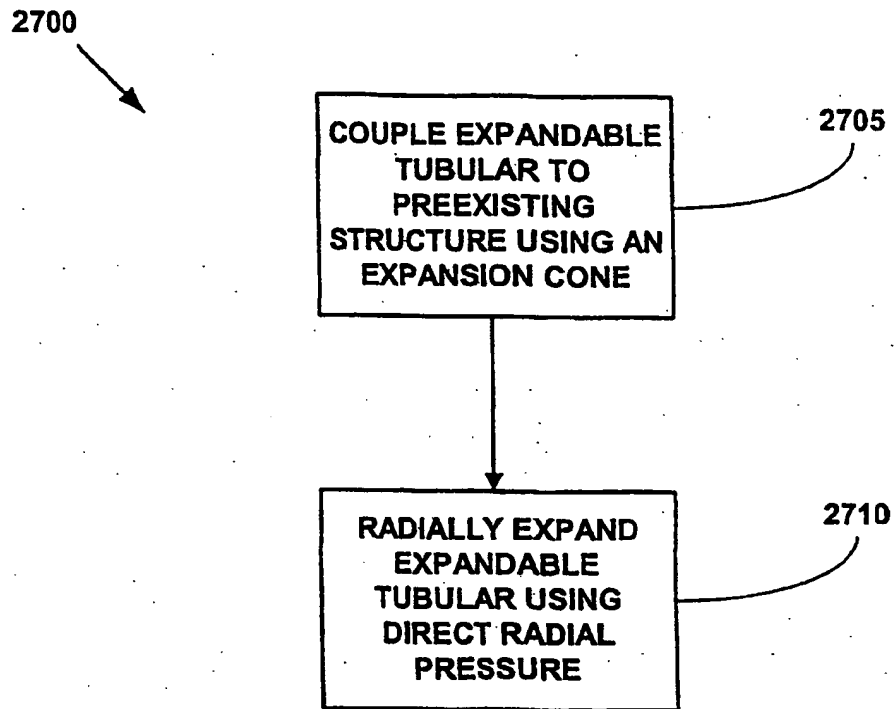 2700
COUPLE EXPANDABLE
TUBULAR TO
PREEXISTING
STRUCTURE USING AN
EXPANSION CONE
2705
RADIALLY EXPAND
EXPANDABLE
TUBULAR USING
DIRECT RADIAL
PRESSURE
2710